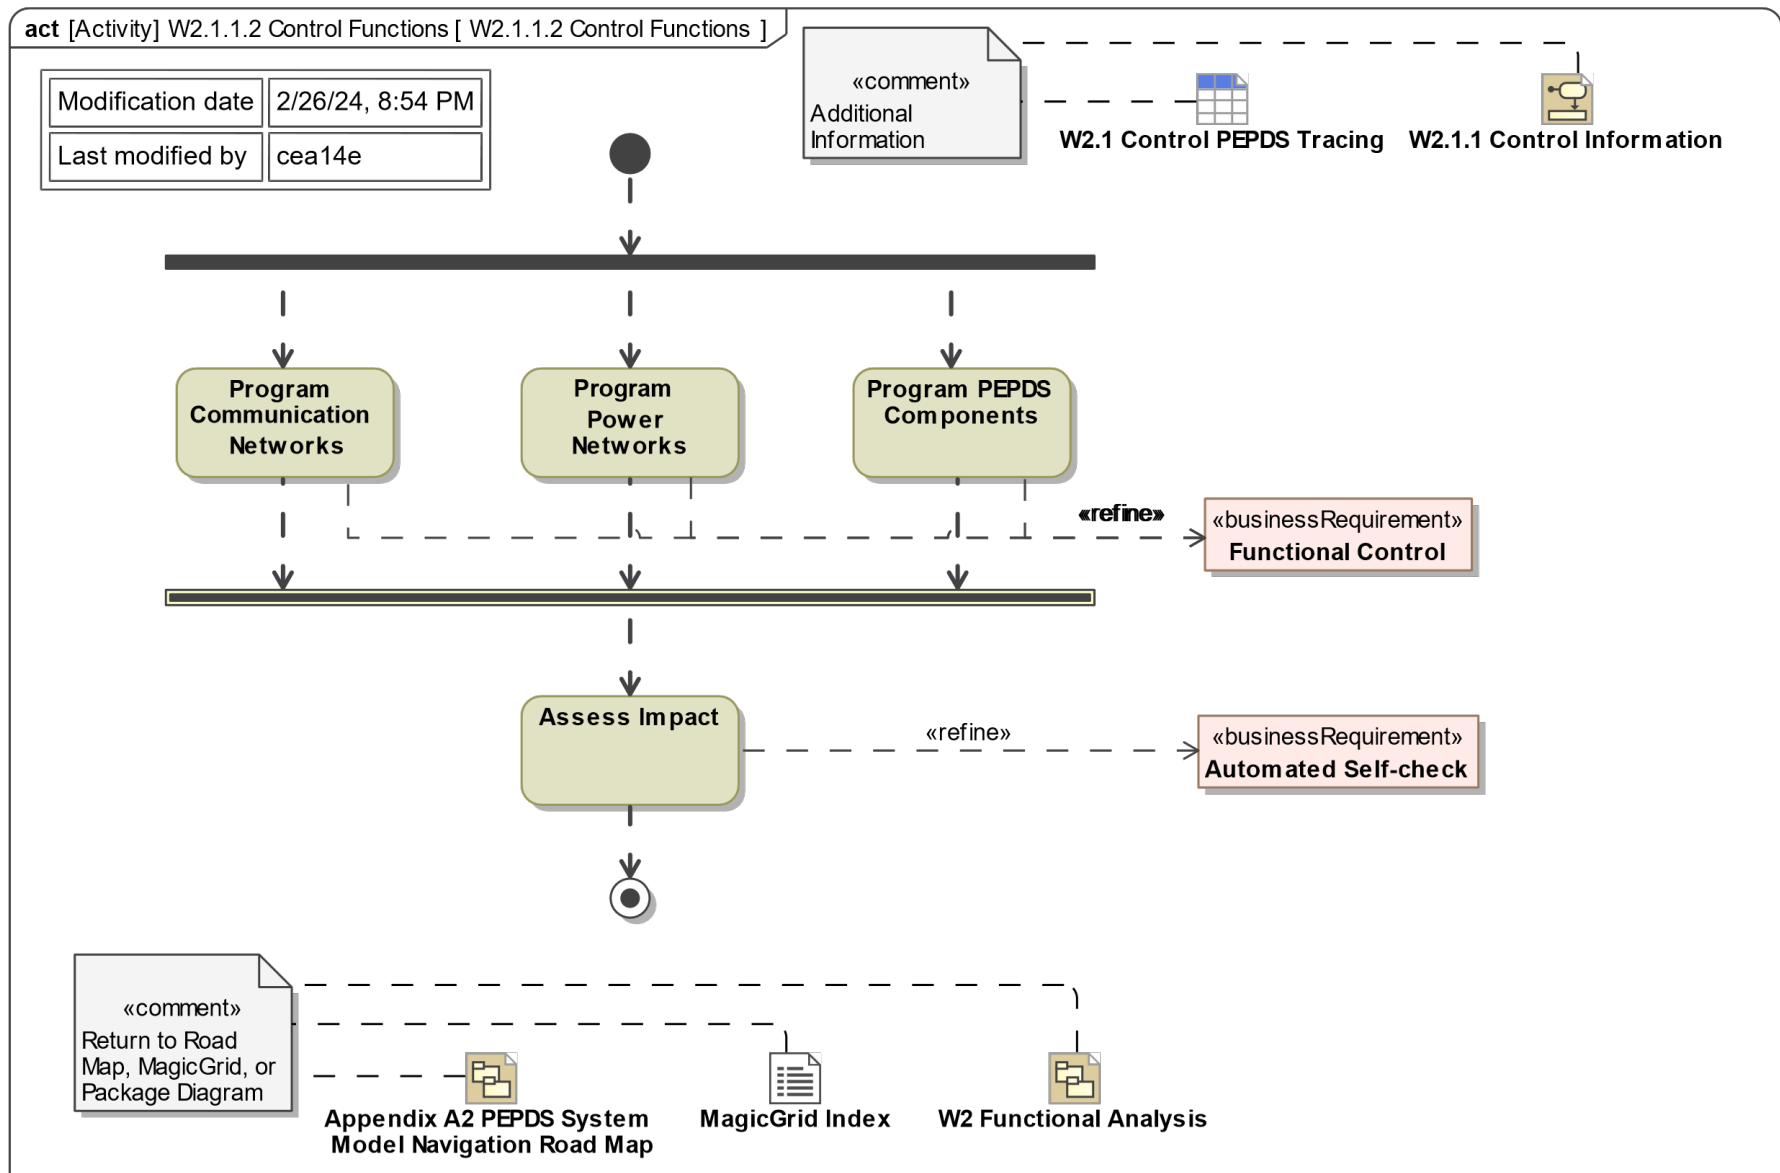 act [Activity] W2.1.1.2 Control Functions [ W2.1.1.2 Control Functions ]
Modification date 2/26/24, 8:54 PM
Last modified by cea14e
«comment»
Additional
Information
W2.1 Control PEPDS Tracing
W2.1.1 Control Information
Program
Communication
Networks
Program
Power
Networks
Program PEPDS
Components
«refine»
«businessRequirement»
Functional Control
Assess Impact
«refine»
«businessRequirement»
Automated Self-check
«comment»
Return to Road
Map, MagicGrid, or
Package Diagram
Appendix A2 PEPDS System
Model Navigation Road Map
MagicGrid Index
W2 Functional Analysis